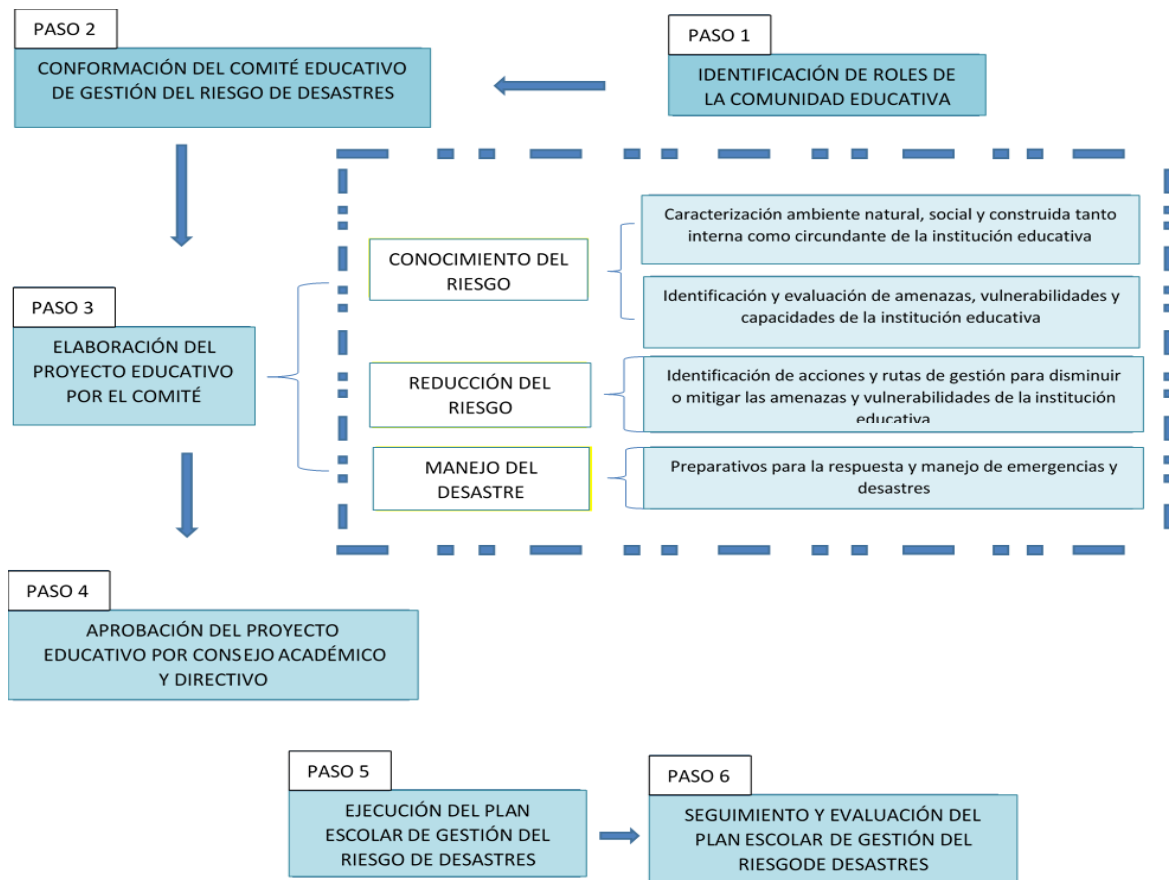 PASO 1
IDENTIFICACIÓN DE ROLES DE
LA COMUNIDAD EDUCATIVA
PASO 2
CONFORMACIÓN DEL COMITÉ EDUCATIVO
DE GESTIÓN DEL RIESGO DE DESASTRES
PASO 3
ELABORACIÓN DEL
PROYECTO EDUCATIVO
POR EL COMITÉ
CONOCIMIENTO DEL
RIESGO
Caracterización ambiente natural, social y construida tanto
interna como circundante de la institución educativa
Identificación y evaluación de amenazas, vulnerabilidades y
capacidades de la institución educativa
REDUCCIÓN DEL
RIESGO
Identificación de acciones y rutas de gestión para disminuir
o mitigar las amenazas y vulnerabilidades de la institución
educativa
MANEJO DEL
DESASTRE
Preparativos para la respuesta y manejo de emergencias y
desastres
PASO 4
APROBACIÓN DEL PROYECTO
EDUCATIVO POR CONSEJO ACADÉMICO
Y DIRECTIVO
PASO 5
EJECUCIÓN DEL PLAN
ESCOLAR DE GESTIÓN DEL
RIESGO DE DESASTRES
PASO 6
SEGUIMIENTO Y EVALUACIÓN DEL
PLAN ESCOLAR DE GESTIÓN DEL
RIESGODE DESASTRES